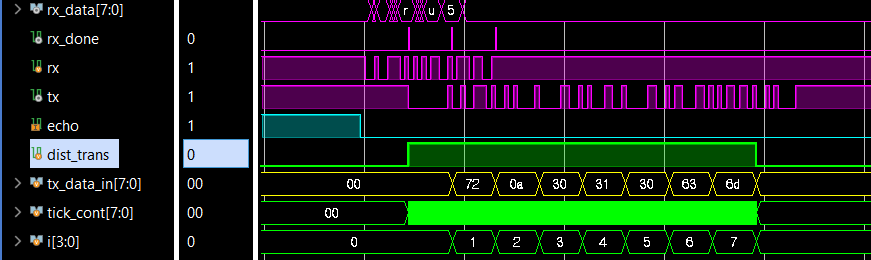 rx_data[7:0] r u 5
rx_done 0
rx 1
tx 1
echo 1
dist_trans 0
tx_data_in[7:0] 00 00 72 0a 30 31 30 63 6d
tick_cont[7:0] 00 00
i[3:0] 0 0 1 2 3 4 5 6 7